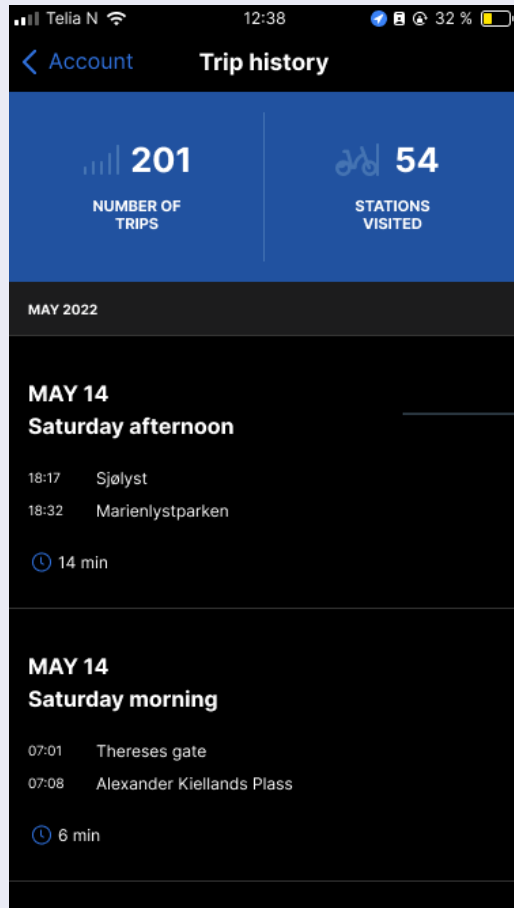 Telia N 12:38 32 %
Account Trip history
201 54
NUMBER OF STATIONS
TRIPS VISITED
MAY 2022
MAY 14
Saturday afternoon
18:17 Sjølyst
18:32 Marienlystparken
14 min
MAY 14
Saturday morning
07:01 Thereses gate
07:08 Alexander Kiellands Plass
6 min